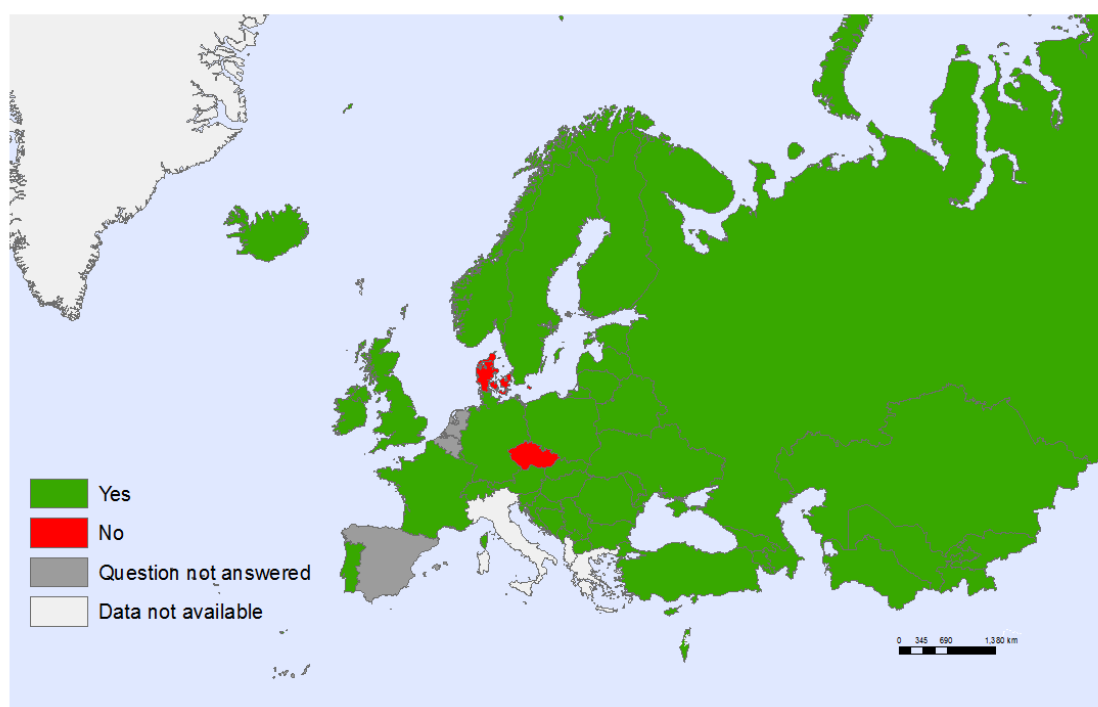 Yes
No
Question not answered
Data not available
0 345 690 1,380 km